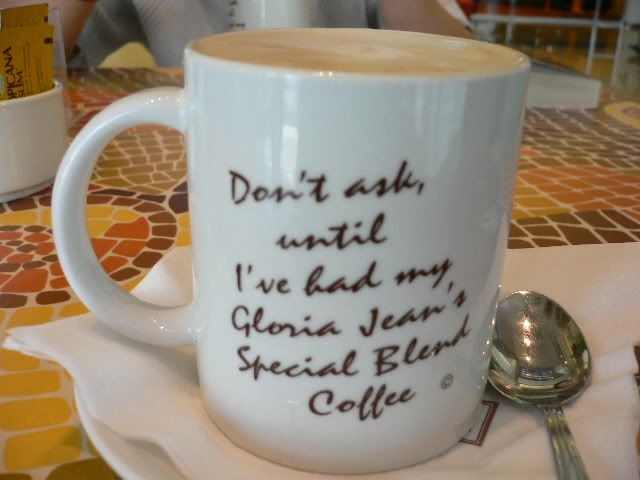 Don't ask,
until
I've had my
Gloria Jean's
Special Blend
Coffee ©